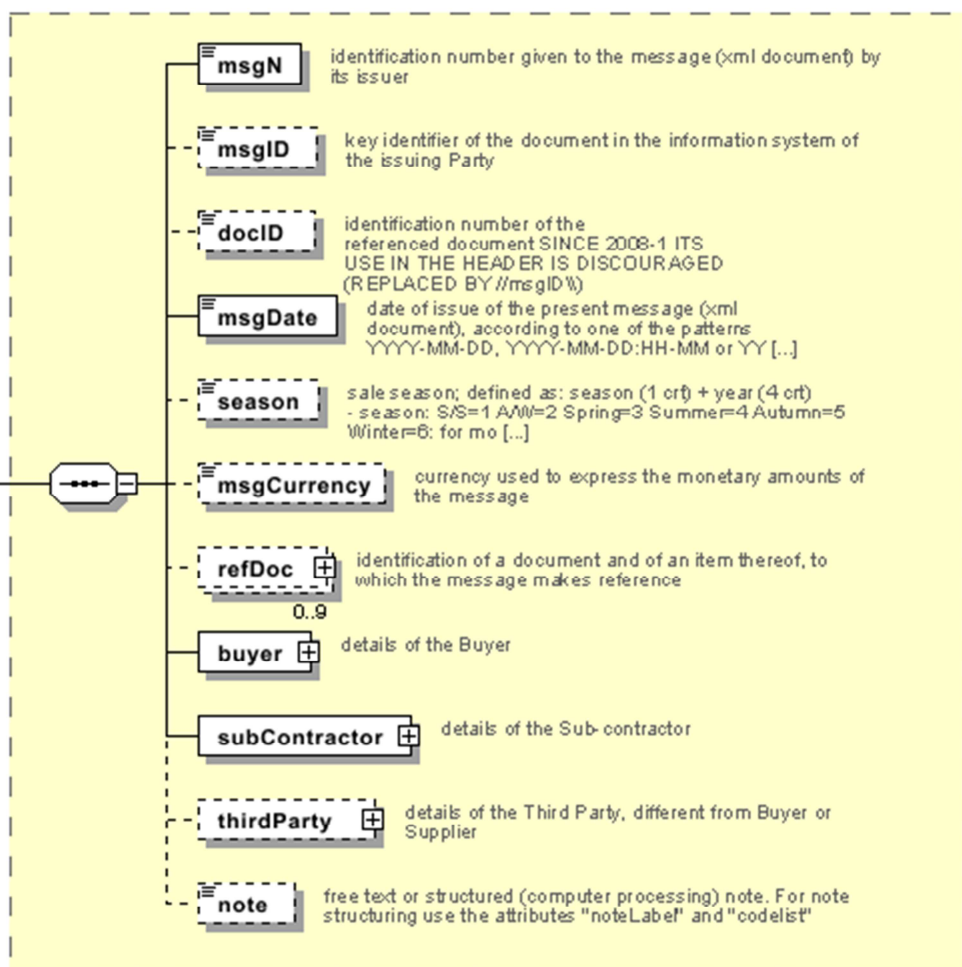 msgN
identification number given to the message (xml document) by
its issuer
msgID
key identifier of the document in the information system of
the issuing Party
docID
identification number of the
referenced document SINCE 2008-1 ITS
USE IN THE HEADER IS DISCOURAGED
(REPLACED BY //msgID\\)
msgDate
date of issue of the present message (xml
document), according to one of the patterns
YYYY-MM-DD, YYYY-MM-DD:HH-MM or YY [...]
season
sale season; defined as: season (1 crt) + year (4 crt)
- season: S/S=1 A/W=2 Spring=3 Summer=4 Autumn=5
Winter=6: for mo [...]
msgCurrency
currency used to express the monetary amounts of
the message
refDoc
identification of a document and of an item thereof, to
which the message makes reference
0..9
buyer
details of the Buyer
subContractor
details of the Sub-contractor
thirdParty
details of the Third Party, different from Buyer or
Supplier
note
free text or structured (computer processing) note. For note
structuring use the attributes "noteLabel" and "codelist"